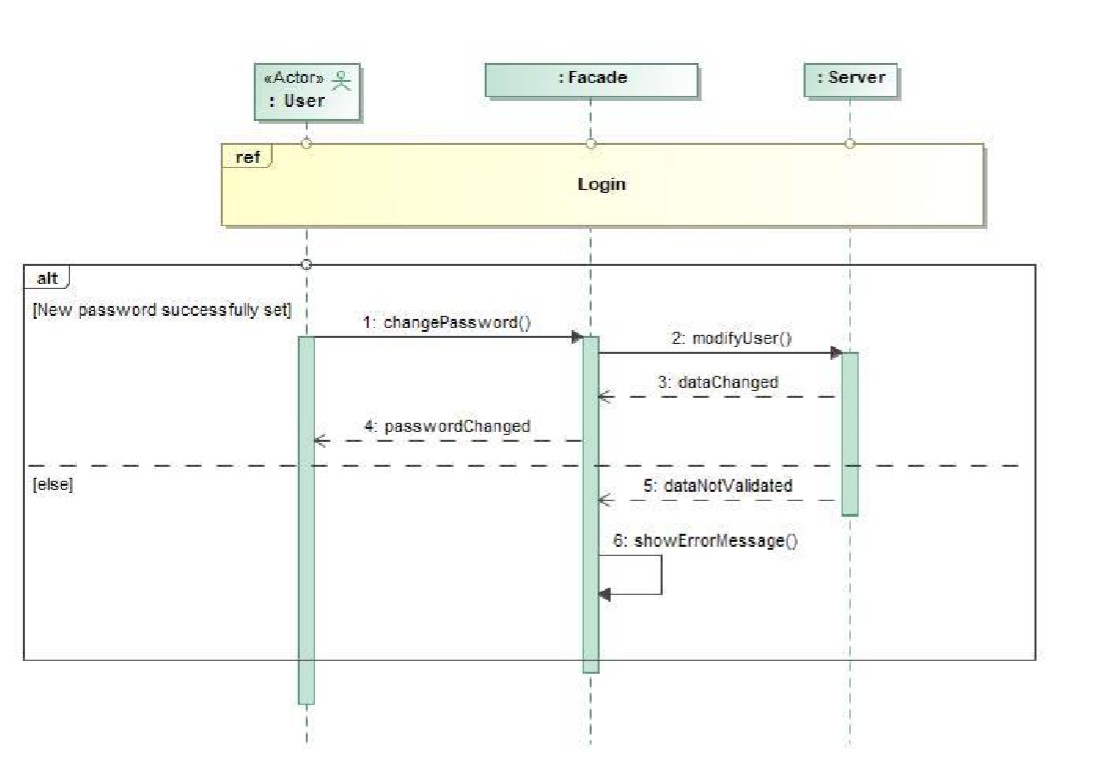 «Actor»
: User
: Facade
: Server
ref
Login
alt
[New password successfully set]
1: changePassword()
2: modifyUser()
3: dataChanged
4: passwordChanged
[else]
5: dataNotValidated
6: showErrorMessage()